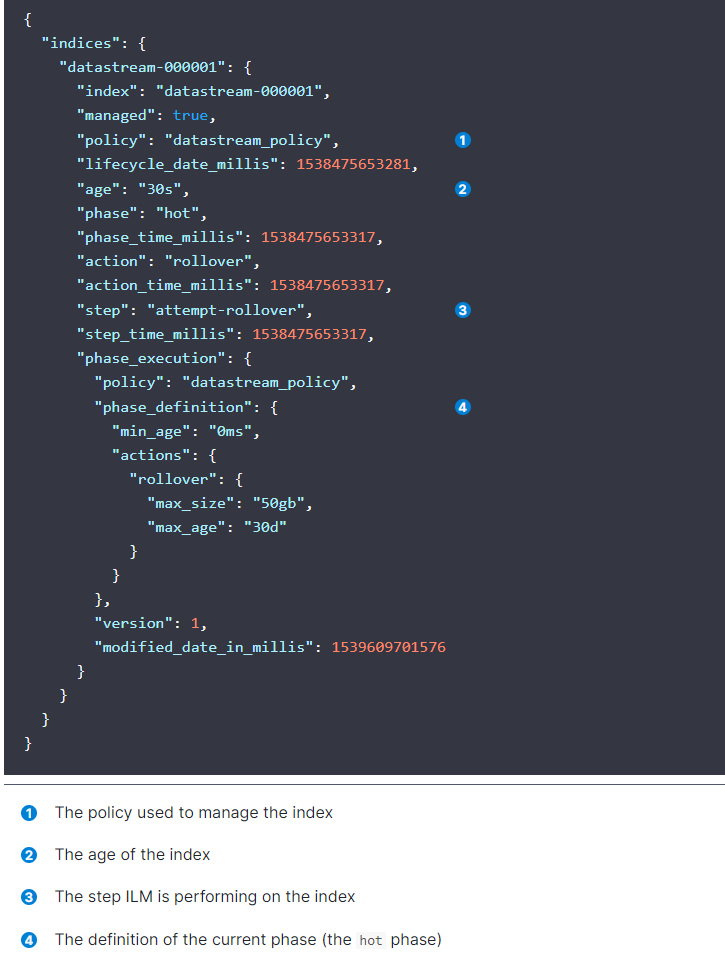 {
  "indices": {
    "datastream-000001": {
      "index": "datastream-000001",
      "managed": true,
      "policy": "datastream_policy", 1
      "lifecycle_date_millis": 1538475653281,
      "age": "30s", 2
      "phase": "hot",
      "phase_time_millis": 1538475653317,
      "action": "rollover",
      "action_time_millis": 1538475653317,
      "step": "attempt-rollover", 3
      "step_time_millis": 1538475653317,
      "phase_execution": {
        "policy": "datastream_policy",
        "phase_definition": { 4
          "min_age": "0ms",
          "actions": {
            "rollover": {
              "max_size": "50gb",
              "max_age": "30d"
            }
          }
        },
        "version": 1,
        "modified_date_in_millis": 1539609701576
      }
    }
  }
}
1 The policy used to manage the index
2 The age of the index
3 The step ILM is performing on the index
4 The definition of the current phase (the hot phase)